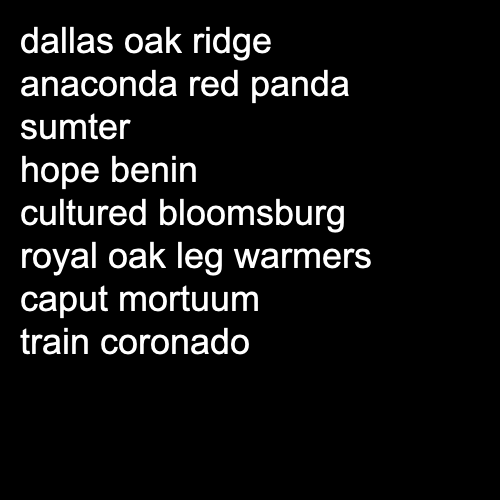 dallas oak ridge
anaconda red panda
sumter
hope benin
cultured bloomsburg
royal oak leg warmers
caput mortuum
train coronado